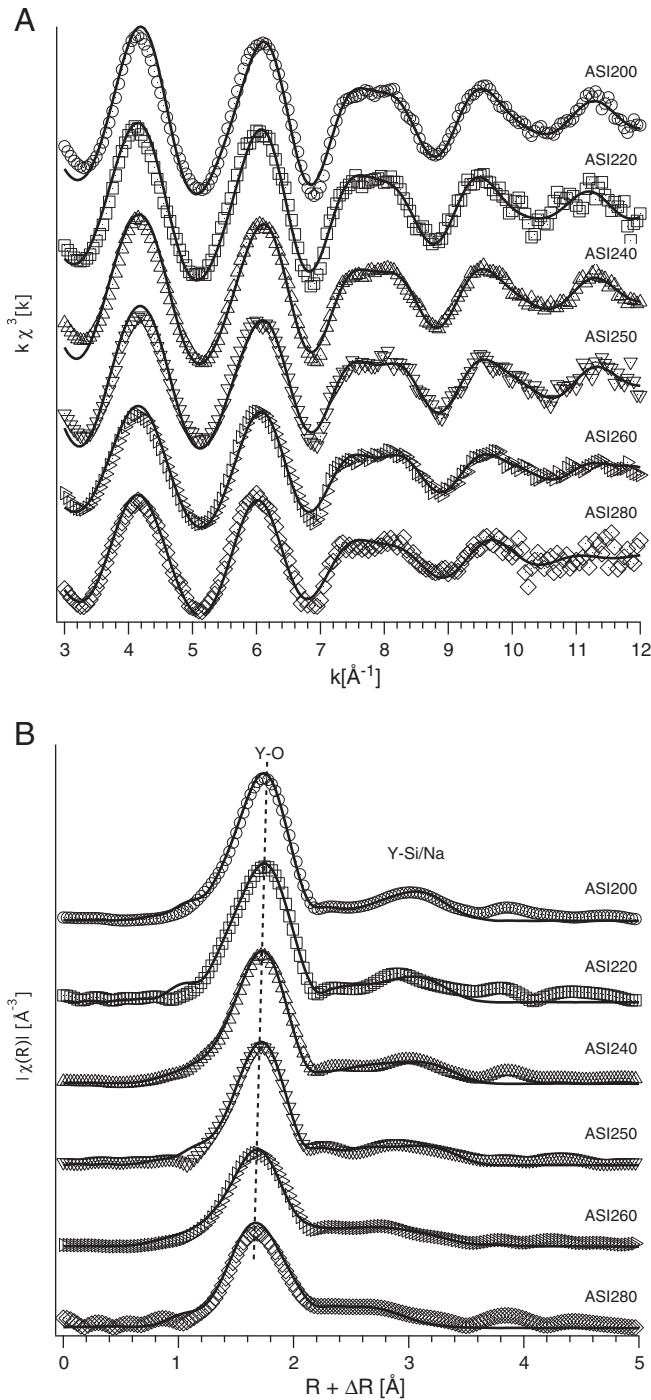 A
k χ ³ [k]
ASI200
ASI220
ASI240
ASI250
ASI260
ASI280
3 4 5 6 7 8 9 10 11 12
k[Å⁻¹]
B
Y-O
Y-Si/Na
| χ(R)| [Å⁻³]
ASI200
ASI220
ASI240
ASI250
ASI260
ASI280
0 1 2 3 4 5
R + ΔR [Å]